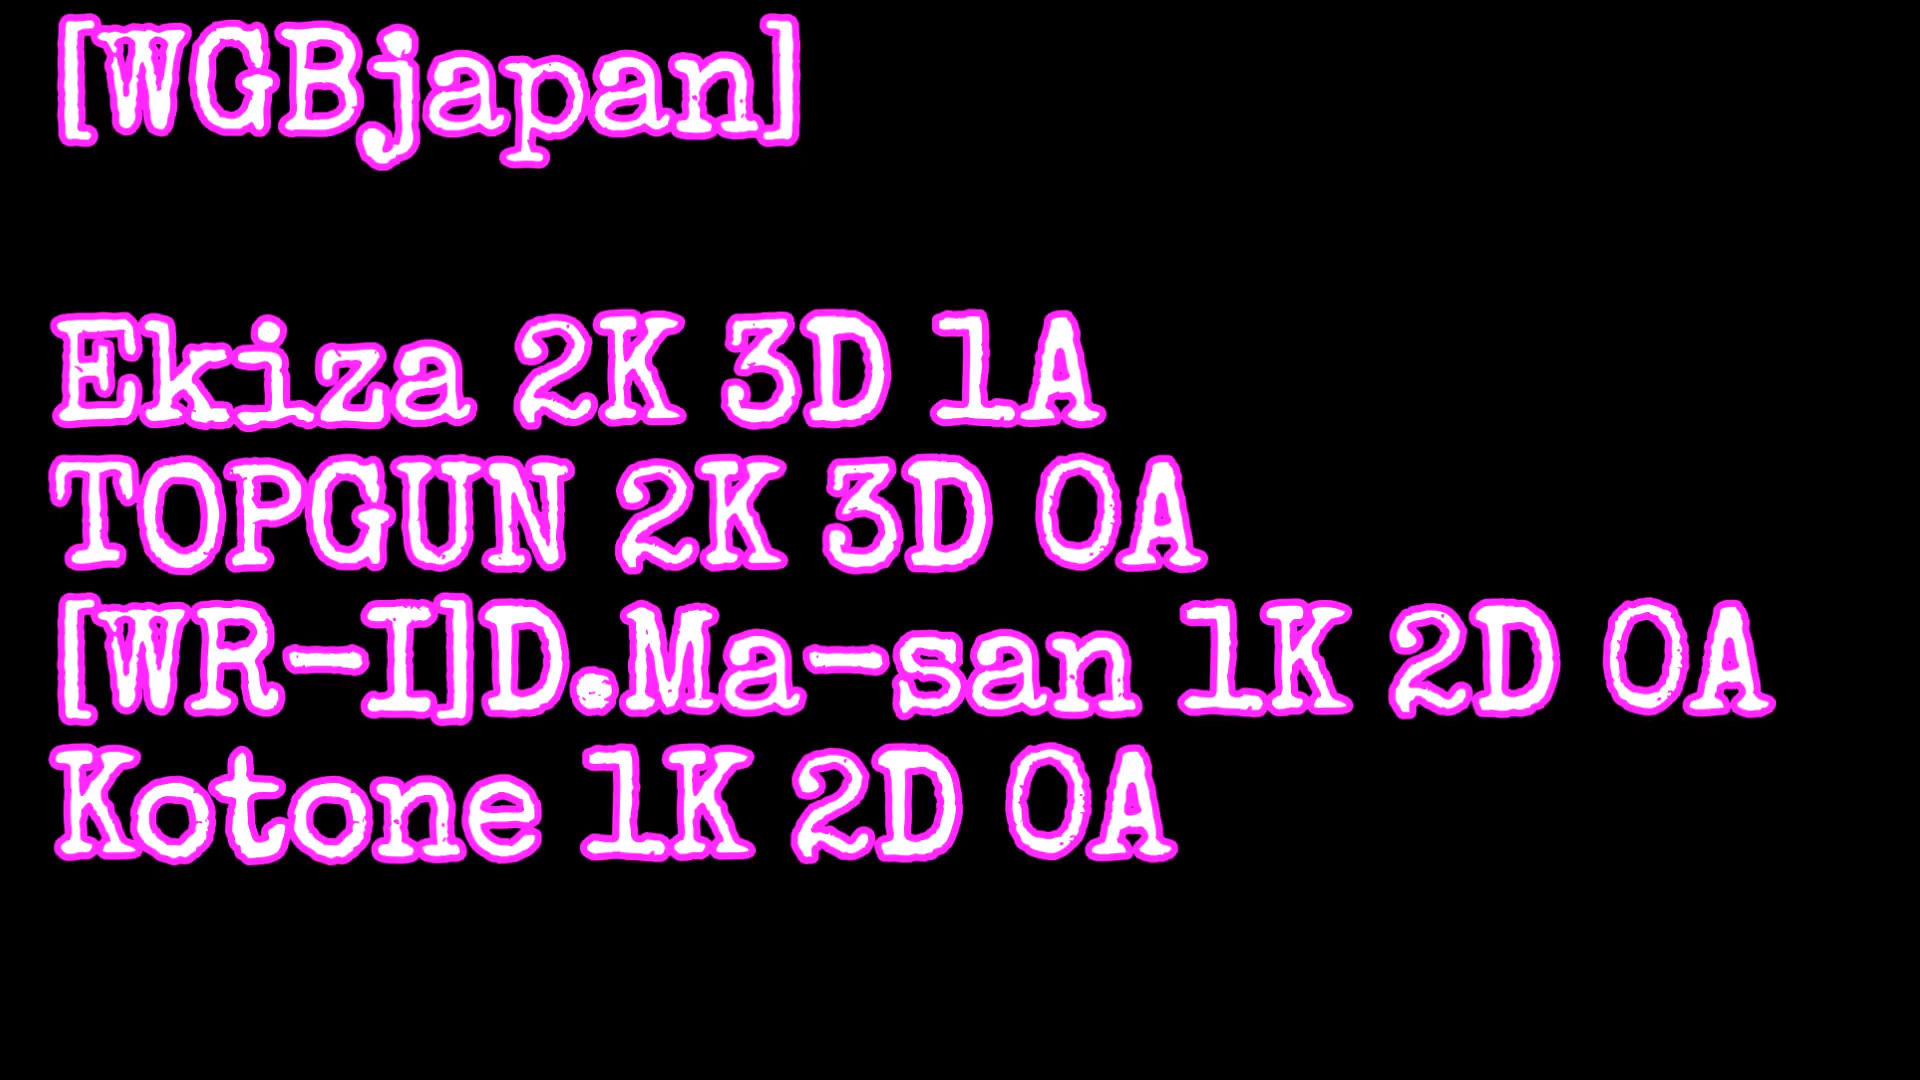 [WGBjapan]
Ekiza 2K 3D 1A
TOPGUN 2K 3D 0A
[WR-I]D.Ma-san 1K 2D 0A
Kotone 1K 2D 0A